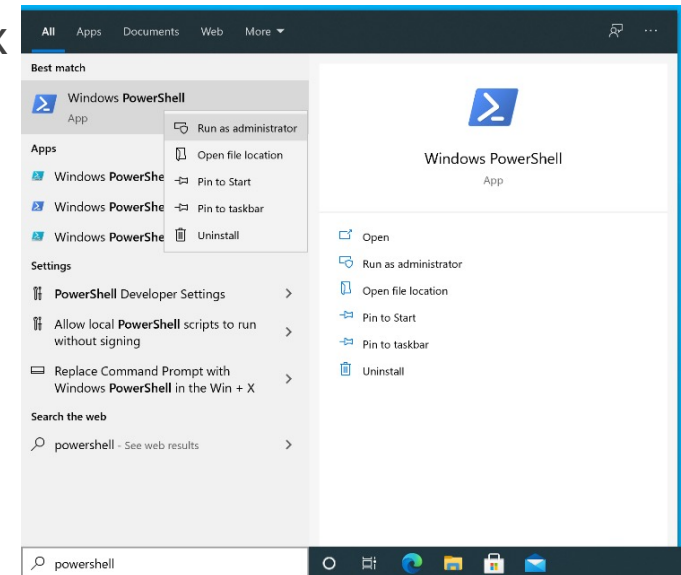 All Apps Documents Web More
Best match
Windows PowerShell
App
Run as administrator
Open file location
Pin to Start
Pin to taskbar
Uninstall
Apps
Windows PowerShe
Windows PowerShe
Windows PowerShe
Settings
PowerShell Developer Settings
Allow local PowerShell scripts to run
without signing
Replace Command Prompt with
Windows PowerShell in the Win + X
Search the web
powershell - See web results
powershell
Windows PowerShell
App
Open
Run as administrator
Open file location
Pin to Start
Pin to taskbar
Uninstall